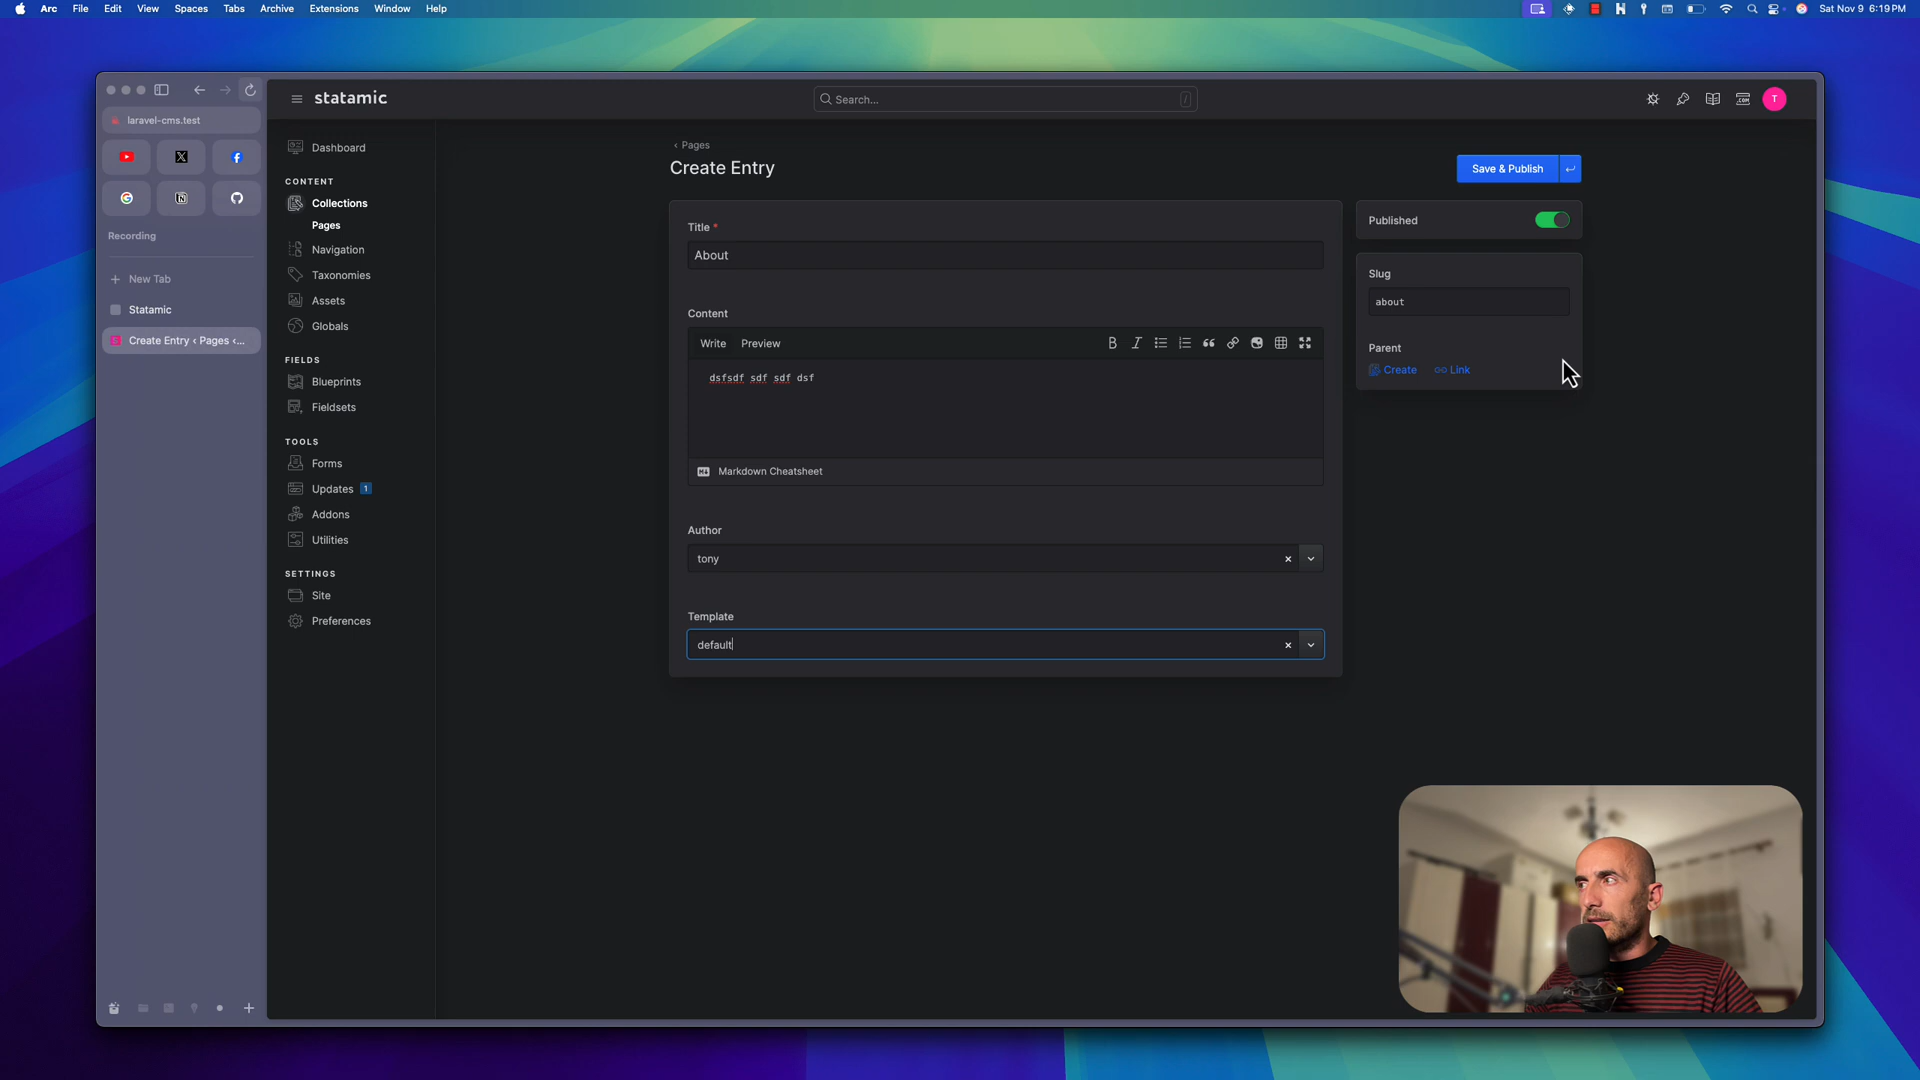 Arc File Edit View Spaces Tabs Archive Extensions Window Help
Sat Nov 9 6:19 PM
laravel-cms.test
Recording
New Tab
Statamic
Create Entry ‹ Pages ‹...
statamic
Search... /
T
Dashboard
CONTENT
Collections
Pages
Navigation
Taxonomies
Assets
Globals
FIELDS
Blueprints
Fieldsets
TOOLS
Forms
Updates 1
Addons
Utilities
SETTINGS
Site
Preferences
‹ Pages
Create Entry
Save & Publish
Title *
About
Content
Write Preview
B I
dsfsdf sdf sdf dsf
Markdown Cheatsheet
Author
tony
Template
default
Published
Slug
about
Parent
Create Link